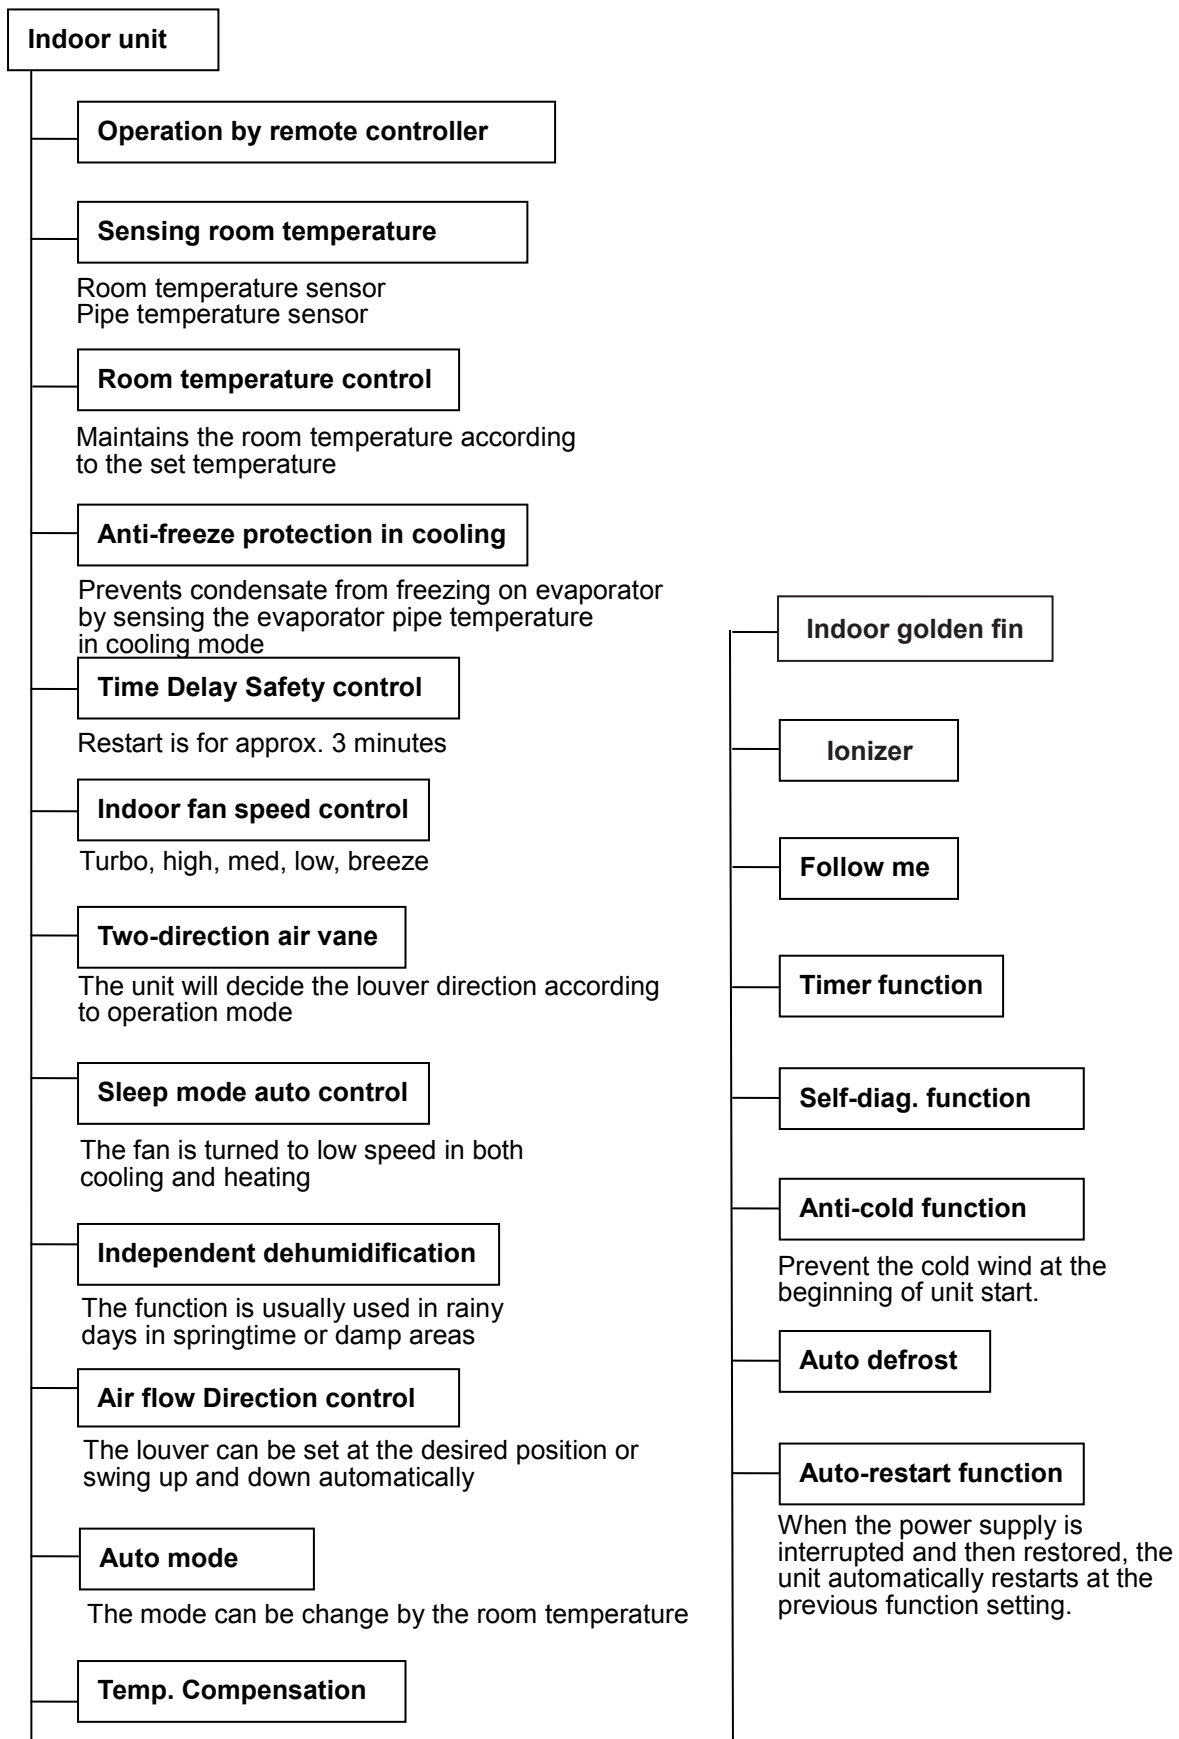 Indoor unit
Operation by remote controller
Sensing room temperature
Room temperature sensor
Pipe temperature sensor
Room temperature control
Maintains the room temperature according
to the set temperature
Anti-freeze protection in cooling
Prevents condensate from freezing on evaporator
by sensing the evaporator pipe temperature
in cooling mode
Time Delay Safety control
Restart is for approx. 3 minutes
Indoor fan speed control
Turbo, high, med, low, breeze
Two-direction air vane
The unit will decide the louver direction according
to operation mode
Sleep mode auto control
The fan is turned to low speed in both
cooling and heating
Independent dehumidification
The function is usually used in rainy
days in springtime or damp areas
Air flow Direction control
The louver can be set at the desired position or
swing up and down automatically
Auto mode
The mode can be change by the room temperature
Temp. Compensation
Indoor golden fin
Ionizer
Follow me
Timer function
Self-diag. function
Anti-cold function
Prevent the cold wind at the
beginning of unit start.
Auto defrost
Auto-restart function
When the power supply is
interrupted and then restored, the
unit automatically restarts at the
previous function setting.